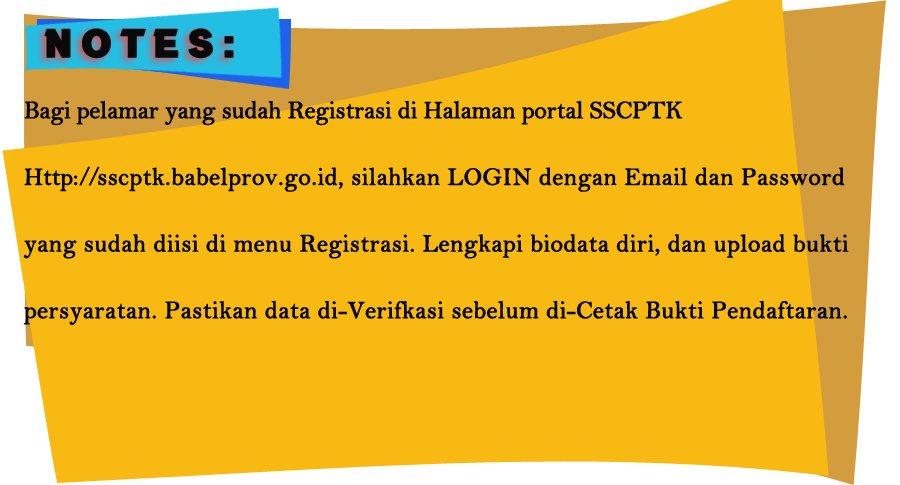 NOTES:
Bagi pelamar yang sudah Registrasi di Halaman portal SSCPTK
Http://sscptk.babelprov.go.id, silahkan LOGIN dengan Email dan Password
yang sudah diisi di menu Registrasi. Lengkapi biodata diri, dan upload bukti
persyaratan. Pastikan data di-Verifkasi sebelum di-Cetak Bukti Pendaftaran.